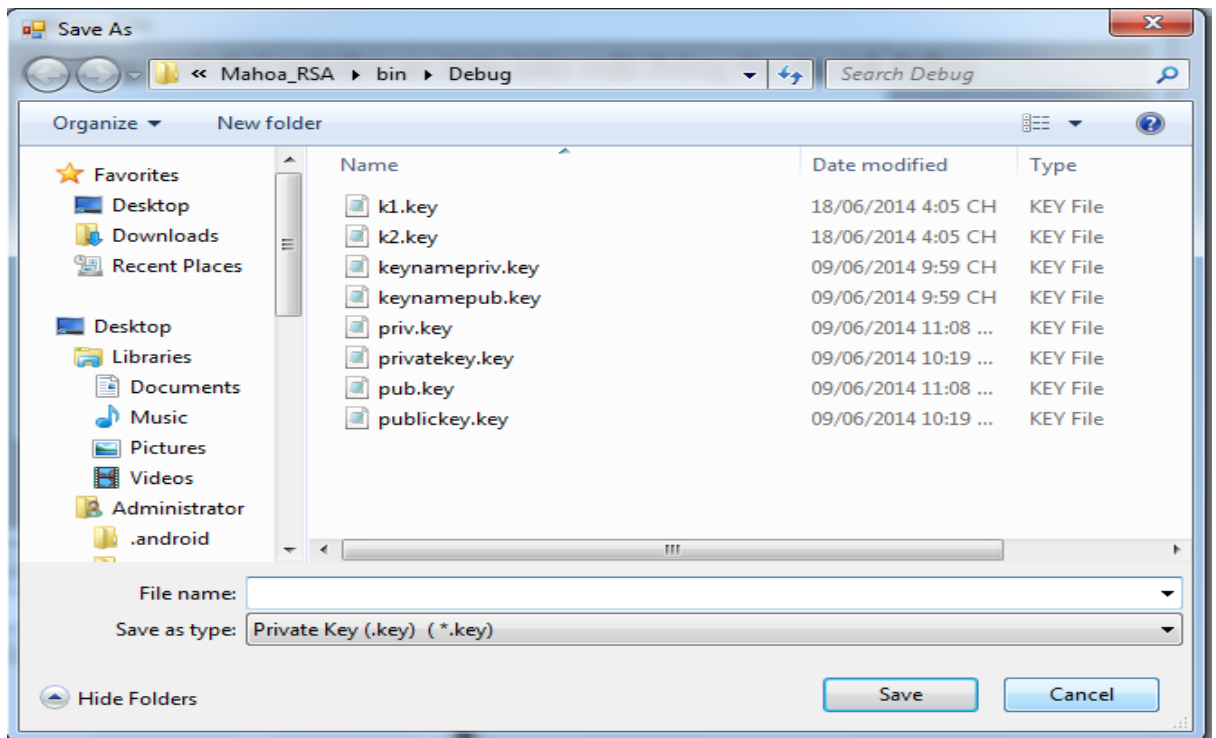 Save As
« Mahoa_RSA ▸ bin ▸ Debug
Search Debug
Organize ▾ New folder
Favorites
Desktop
Downloads
Recent Places
Desktop
Libraries
Documents
Music
Pictures
Videos
Administrator
.android
Name Date modified Type
k1.key 18/06/2014 4:05 CH KEY File
k2.key 18/06/2014 4:05 CH KEY File
keynamepriv.key 09/06/2014 9:59 CH KEY File
keynamepub.key 09/06/2014 9:59 CH KEY File
priv.key 09/06/2014 11:08 ... KEY File
privatekey.key 09/06/2014 10:19 ... KEY File
pub.key 09/06/2014 11:08 ... KEY File
publickey.key 09/06/2014 10:19 ... KEY File
File name:
Save as type: Private Key (.key) ( *.key)
Hide Folders
Save Cancel